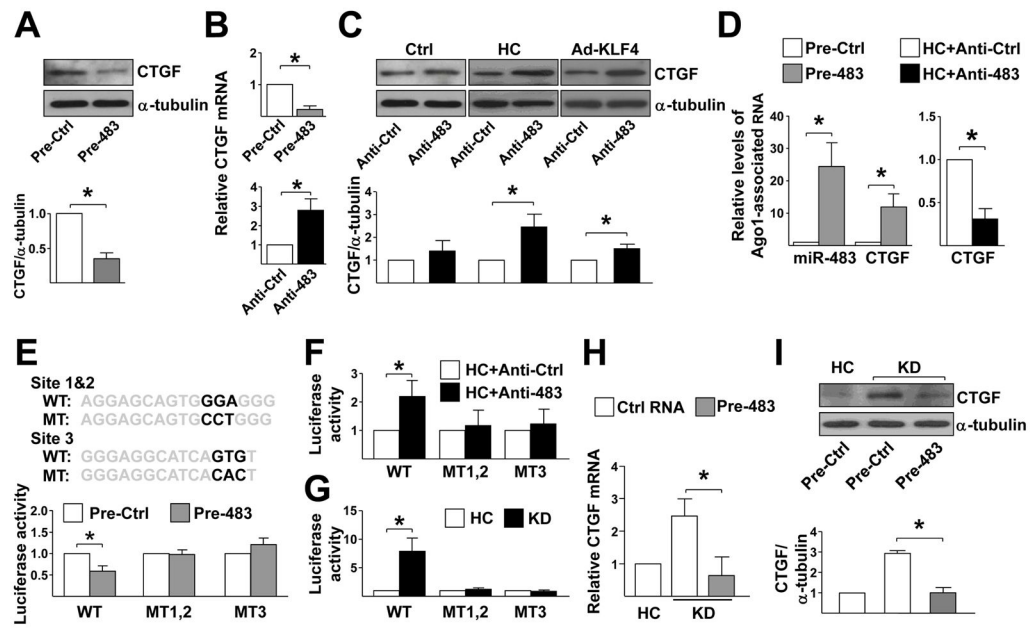 A
CTGF
α-tubulin
Pre-Ctrl
Pre-483
CTGF/α-tubulin
1.0
0.5
*
B
Relative CTGF mRNA
2
1
*
Pre-Ctrl
Pre-483
4
3
2
1
*
Anti-Ctrl
Anti-483
C
Ctrl
HC
Ad-KLF4
CTGF
α-tubulin
Anti-Ctrl
Anti-483
Anti-Ctrl
Anti-483
Anti-Ctrl
Anti-483
CTGF/α-tubulin
4
3
2
1
*
*
D
Pre-Ctrl
Pre-483
HC+Anti-Ctrl
HC+Anti-483
Relative levels of
Ago1-associated RNA
40
30
20
10
*
*
miR-483
CTGF
1.5
1.0
0.5
*
CTGF
E
Site 1&2
WT: AGGAGCAGTGGGAGGG
MT: AGGAGCAGTGCCTGGG
Site 3
WT: GGGAGGCATCAGTGT
MT: GGGAGGCATCACACT
Luciferase activity
2.0
1.5
1.0
0.5
Pre-Ctrl
Pre-483
*
WT
MT1,2
MT3
F
HC+Anti-Ctrl
HC+Anti-483
Luciferase
activity
3
2
1
*
WT
MT1,2
MT3
G
HC
KD
Luciferase
activity
15
10
5
*
WT
MT1,2
MT3
H
Ctrl RNA
Pre-483
Relative CTGF mRNA
4
2
0
*
HC
KD
I
HC
KD
CTGF
α-tubulin
Pre-Ctrl
Pre-Ctrl
Pre-483
CTGF/
α-tubulin
4
3
2
1
*